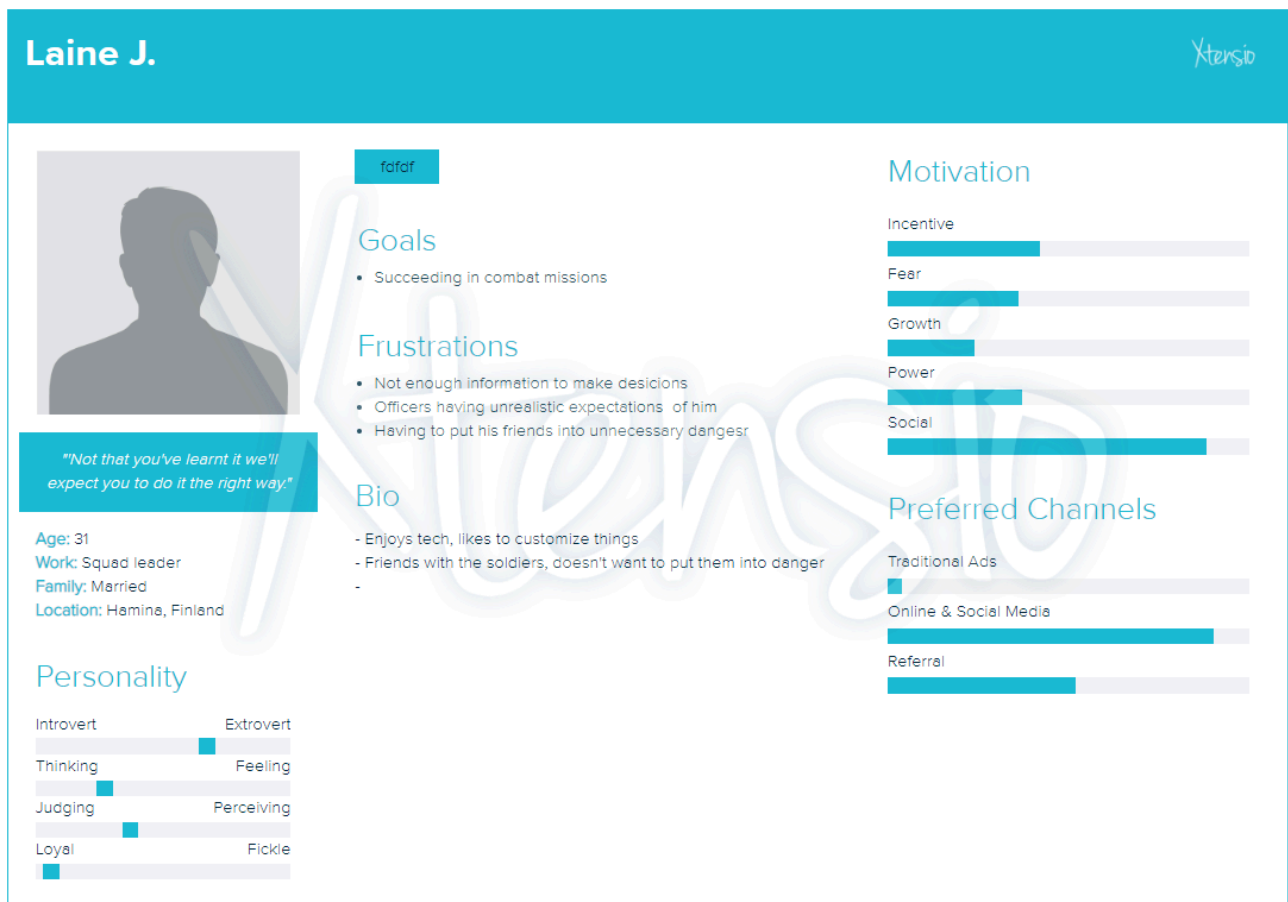 Laine J.
Xtensio
fdfdf
Goals
• Succeeding in combat missions
Frustrations
• Not enough information to make desicions
• Officers having unrealistic expectations  of him
• Having to put his friends into unnecessary dangesr
Bio
- Enjoys tech, likes to customize things
- Friends with the soldiers, doesn't want to put them into danger
-
"'Not that you've learnt it we'll
expect you to do it the right way."
Age: 31
Work: Squad leader
Family: Married
Location: Hamina, Finland
Personality
Introvert Extrovert
Thinking Feeling
Judging Perceiving
Loyal Fickle
Motivation
Incentive
Fear
Growth
Power
Social
Preferred Channels
Traditional Ads
Online & Social Media
Referral
Xtensio